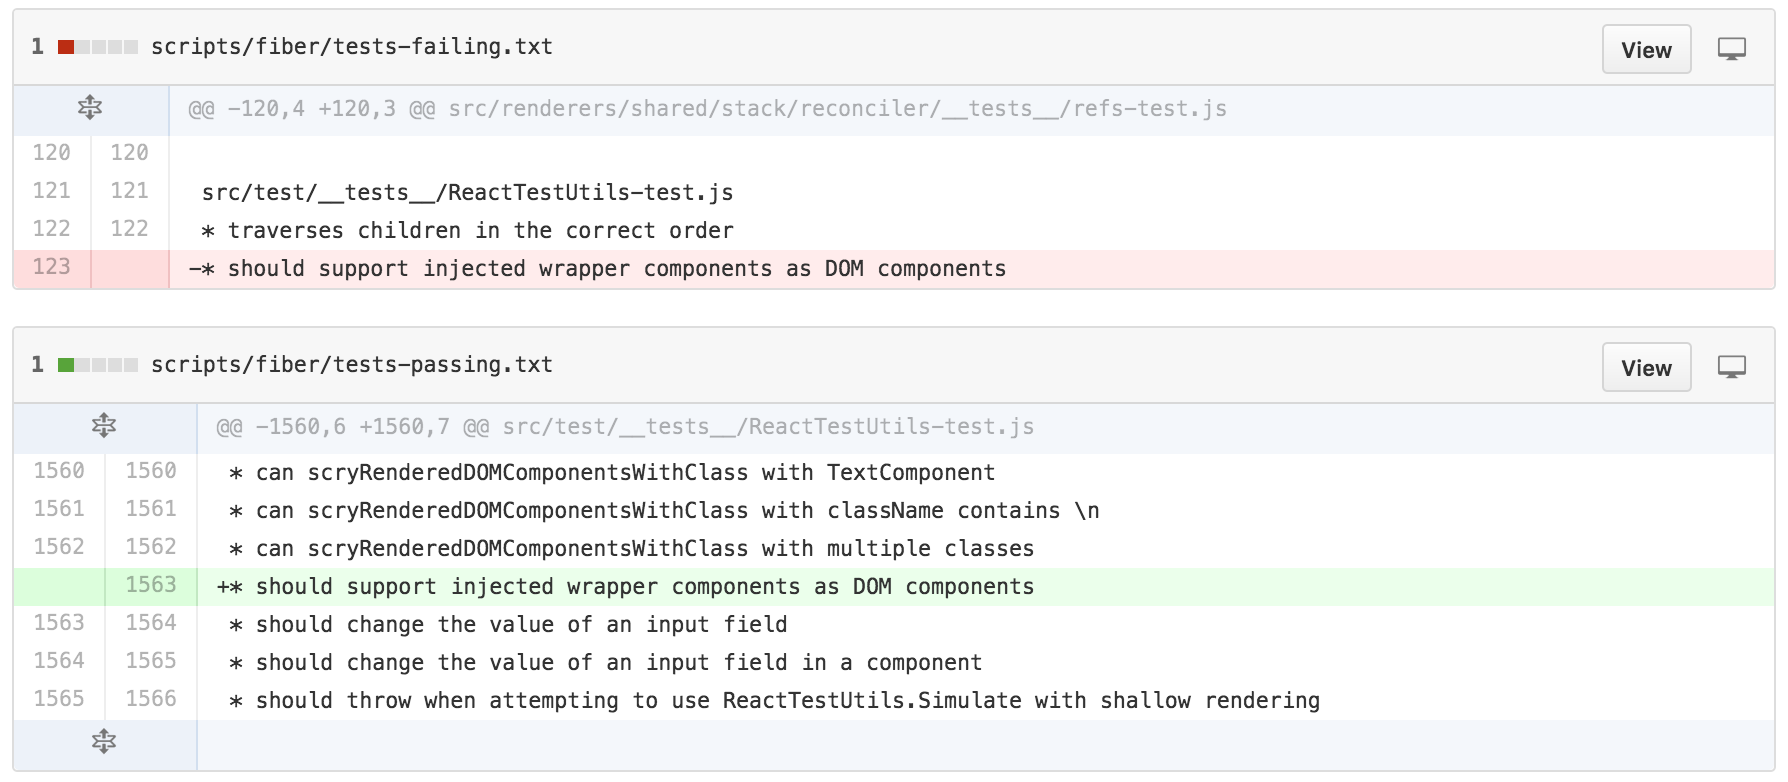 1 scripts/fiber/tests-failing.txt View
@@ -120,4 +120,3 @@ src/renderers/shared/stack/reconciler/__tests__/refs-test.js
120 120
121 121 src/test/__tests__/ReactTestUtils-test.js
122 122 * traverses children in the correct order
123 -* should support injected wrapper components as DOM components
1 scripts/fiber/tests-passing.txt View
@@ -1560,6 +1560,7 @@ src/test/__tests__/ReactTestUtils-test.js
1560 1560 * can scryRenderedDOMComponentsWithClass with TextComponent
1561 1561 * can scryRenderedDOMComponentsWithClass with className contains \n
1562 1562 * can scryRenderedDOMComponentsWithClass with multiple classes
1563 +* should support injected wrapper components as DOM components
1563 1564 * should change the value of an input field
1564 1565 * should change the value of an input field in a component
1565 1566 * should throw when attempting to use ReactTestUtils.Simulate with shallow rendering